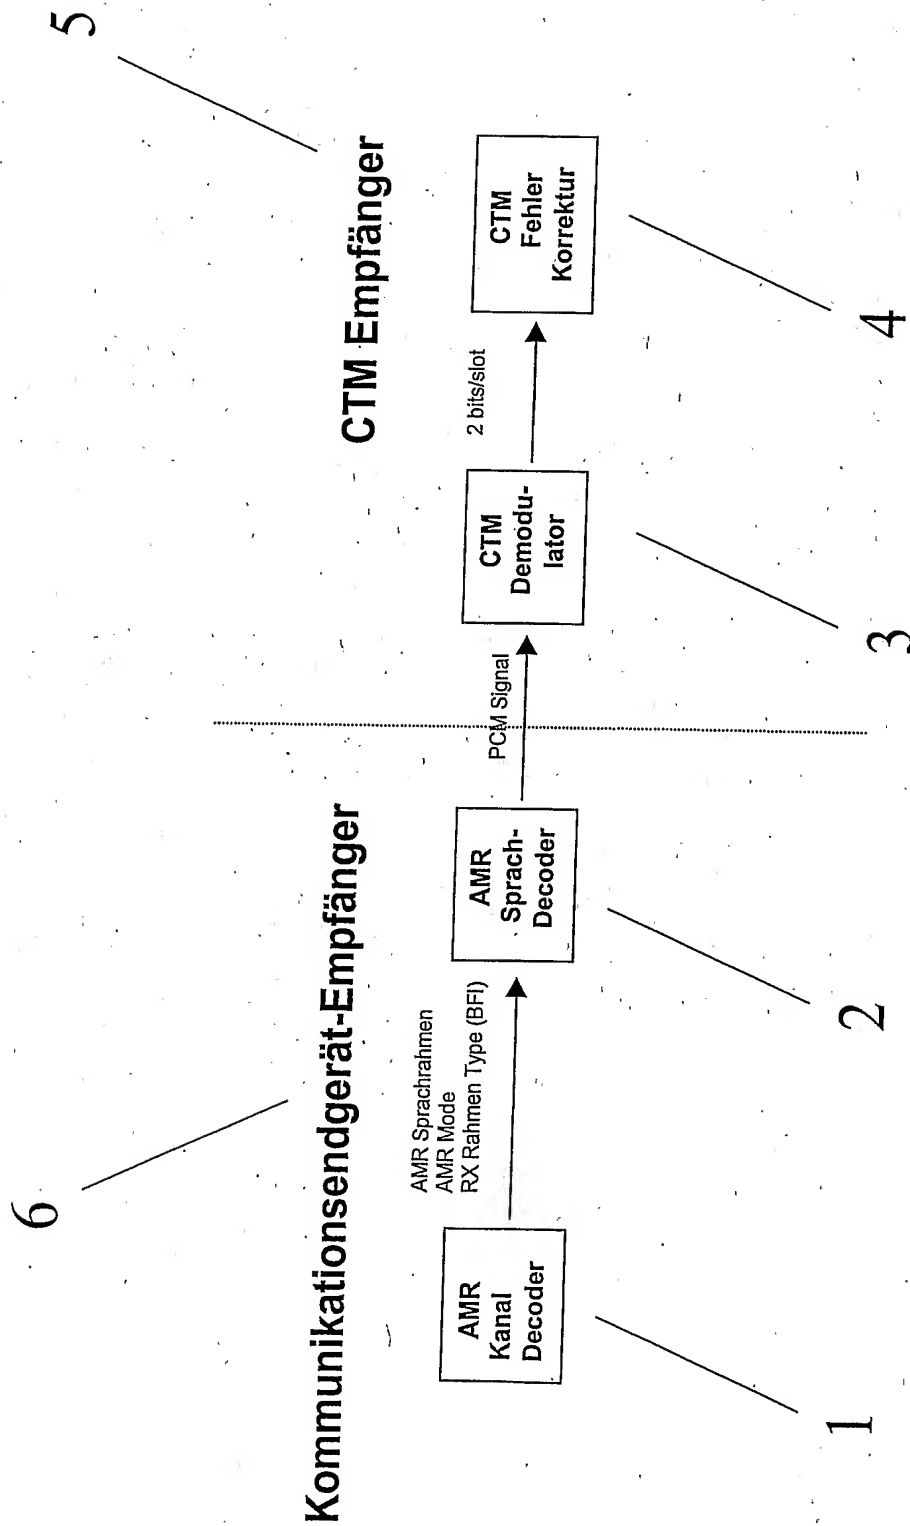 Kommunikationsendgerät-Empfänger
CTM Empfänger
6
5
AMR
Kanal
Decoder
AMR Sprachrahmen
AMR Mode
RX Rahmen Type (BFI)
AMR
Sprach-
Decoder
PCM Signal
CTM
Demodu-
lator
2 bits/slot
CTM
Fehler
Korrektur
1
2
3
4